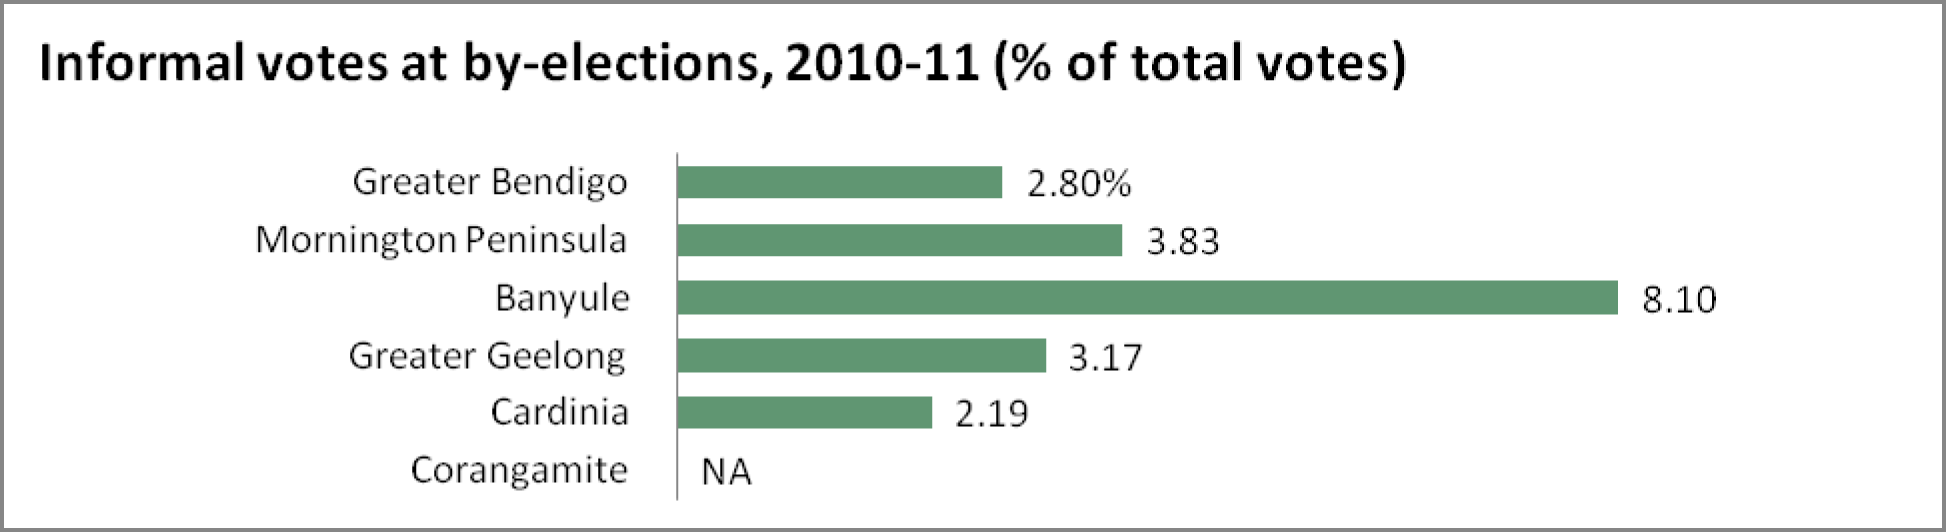 Informal votes at by-elections, 2010-11 (% of total votes)
Greater Bendigo 2.80%
Mornington Peninsula 3.83
Banyule 8.10
Greater Geelong 3.17
Cardinia 2.19
Corangamite NA